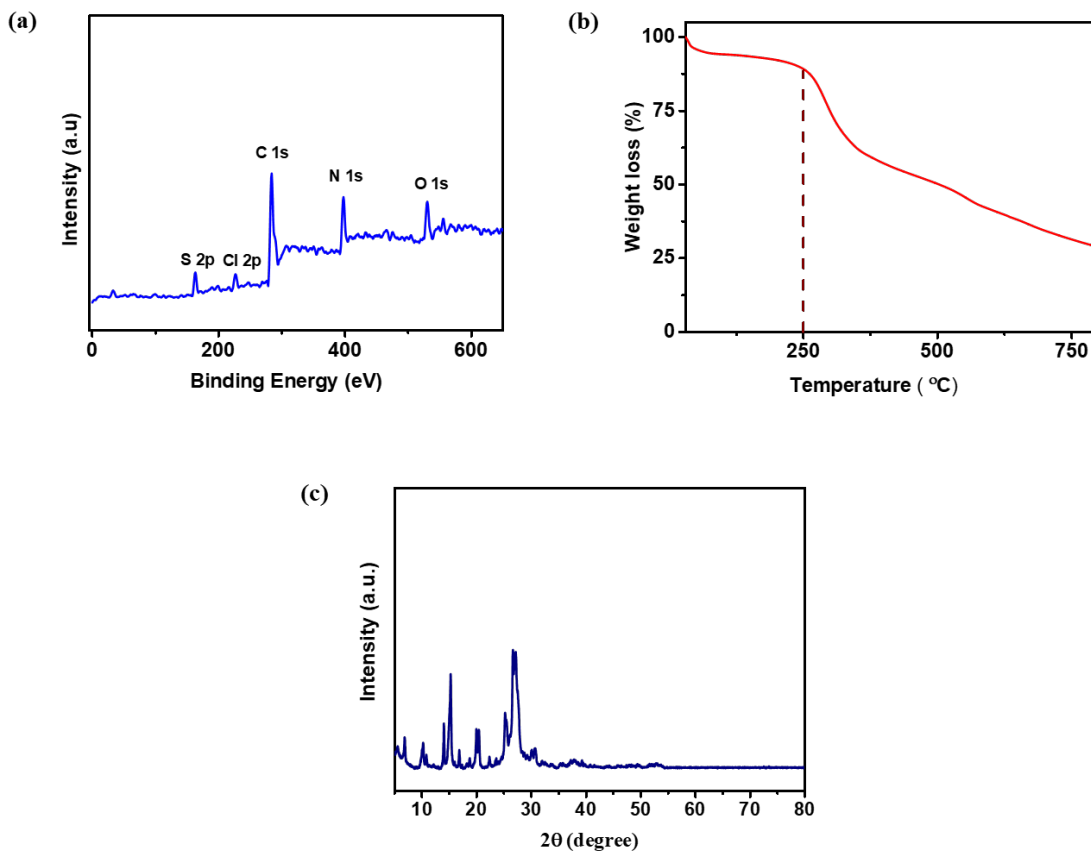 (a)
Intensity (a.u)
S 2p
Cl 2p
C 1s
N 1s
O 1s
0
200
400
600
Binding Energy (eV)
(b)
Weight loss (%)
100
75
50
25
0
250
500
750
Temperature ( °C)
(c)
Intensity (a.u.)
10
20
30
40
50
60
70
80
2θ (degree)